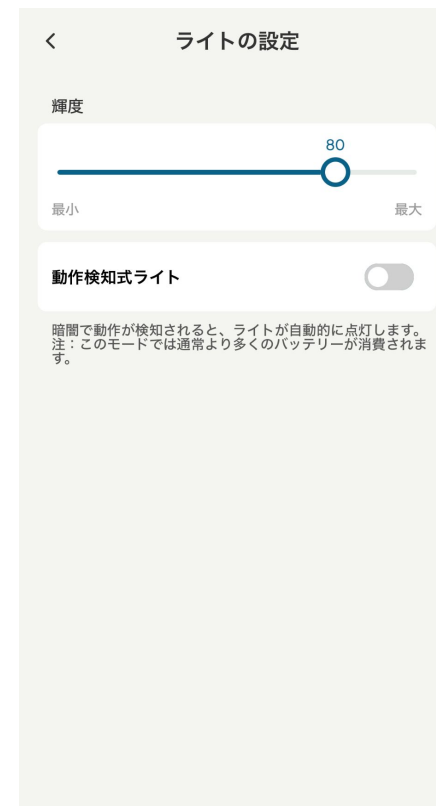 ライトの設定
輝度
80
最小
最大
動作検知式ライト
暗闇で動作が検知されると、ライトが自動的に点灯します。
注：このモードでは通常より多くのバッテリーが消費されま
す。